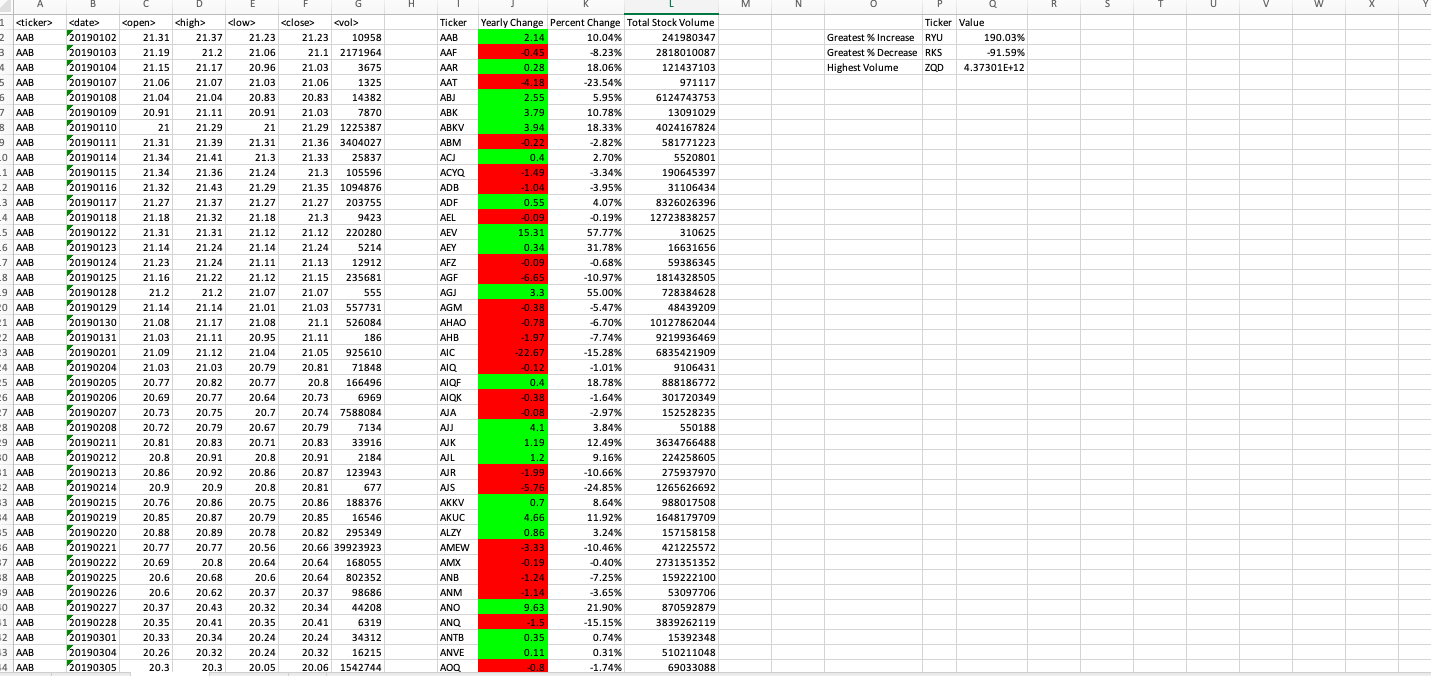 A B C D E F G H I J K L M N O P Q R S T U V W X Y
1 <ticker> <date> <open> <high> <low> <close> <vol> Ticker Yearly Change Percent Change Total Stock Volume Ticker Value
2 AAB 20190102 21.31 21.37 21.23 21.23 10958 AAB 2.14 10.04% 241980347 Greatest % Increase RYU 190.03%
3 AAB 20190103 21.19 21.2 21.06 21.1 2171964 AAF -0.45 -8.23% 2818010087 Greatest % Decrease RKS -91.59%
4 AAB 20190104 21.15 21.17 20.96 21.03 3675 AAR 0.28 18.06% 121437103 Highest Volume ZQD 4.37301E+12
5 AAB 20190107 21.06 21.07 21.03 21.06 1325 AAT -4.18 -23.54% 971117
6 AAB 20190108 21.04 21.04 20.83 20.83 14382 ABJ 2.55 5.95% 6124743753
7 AAB 20190109 20.91 21.11 20.91 21.03 7870 ABK 3.79 10.78% 13091029
8 AAB 20190110 21 21.29 21 21.29 1225387 ABKV 3.94 18.33% 4024167824
9 AAB 20190111 21.31 21.39 21.31 21.36 3404027 ABM -0.22 -2.82% 581771223
0 AAB 20190114 21.34 21.41 21.3 21.33 25837 ACJ 0.4 2.70% 5520801
1 AAB 20190115 21.34 21.36 21.24 21.3 105596 ACYQ -1.49 -3.34% 190645397
2 AAB 20190116 21.32 21.43 21.29 21.35 1094876 ADB -1.04 -3.95% 31106434
3 AAB 20190117 21.27 21.37 21.27 21.27 203755 ADF 0.55 4.07% 8326026396
4 AAB 20190118 21.18 21.32 21.18 21.3 9423 AEL -0.09 -0.19% 12723838257
5 AAB 20190122 21.31 21.31 21.12 21.12 220280 AEV 15.31 57.77% 310625
6 AAB 20190123 21.14 21.24 21.14 21.24 5214 AEY 0.34 31.78% 16631656
7 AAB 20190124 21.23 21.24 21.11 21.13 12912 AFZ -0.09 -0.68% 59386345
8 AAB 20190125 21.16 21.22 21.12 21.15 235681 AGF -6.65 -10.97% 1814328505
9 AAB 20190128 21.2 21.2 21.07 21.07 555 AGJ 3.3 55.00% 728384628
0 AAB 20190129 21.14 21.14 21.01 21.03 557731 AGM -0.38 -5.47% 48439209
1 AAB 20190130 21.08 21.17 21.08 21.1 526084 AHAO -0.78 -6.70% 10127862044
2 AAB 20190131 21.03 21.11 20.95 21.11 186 AHB -1.97 -7.74% 9219936469
3 AAB 20190201 21.09 21.12 21.04 21.05 925610 AIC -22.67 -15.28% 6835421909
4 AAB 20190204 21.03 21.03 20.79 20.81 71848 AIQ -0.12 -1.01% 9106431
5 AAB 20190205 20.77 20.82 20.77 20.8 166496 AIQF 0.4 18.78% 888186772
6 AAB 20190206 20.69 20.77 20.64 20.73 6969 AIQK -0.38 -1.64% 301720349
7 AAB 20190207 20.73 20.75 20.7 20.74 7588084 AJA -0.08 -2.97% 152528235
8 AAB 20190208 20.72 20.79 20.67 20.79 7134 AJJ 4.1 3.84% 550188
9 AAB 20190211 20.81 20.83 20.71 20.83 33916 AJK 1.19 12.49% 3634766488
0 AAB 20190212 20.8 20.91 20.8 20.91 2184 AJL 1.2 9.16% 224258605
1 AAB 20190213 20.86 20.92 20.86 20.87 123943 AJR -1.99 -10.66% 275937970
2 AAB 20190214 20.9 20.9 20.8 20.81 677 AJS -5.76 -24.85% 1265626692
3 AAB 20190215 20.76 20.86 20.75 20.86 188376 AKKV 0.7 8.64% 988017508
4 AAB 20190219 20.85 20.87 20.79 20.85 16546 AKUC 4.66 11.92% 1648179709
5 AAB 20190220 20.88 20.89 20.78 20.82 295349 ALZY 0.86 3.24% 157158158
6 AAB 20190221 20.77 20.77 20.56 20.66 39923923 AMEW -3.33 -10.46% 421225572
7 AAB 20190222 20.69 20.8 20.64 20.64 168055 AMX -0.19 -0.40% 2731351352
8 AAB 20190225 20.6 20.68 20.6 20.64 802352 ANB -1.24 -7.25% 159222100
9 AAB 20190226 20.6 20.62 20.37 20.37 98686 ANM -1.14 -3.65% 53097706
0 AAB 20190227 20.37 20.43 20.32 20.34 44208 ANO 9.63 21.90% 870592879
1 AAB 20190228 20.35 20.41 20.35 20.41 6319 ANQ -1.5 -15.15% 3839262119
2 AAB 20190301 20.33 20.34 20.24 20.24 34312 ANTB 0.35 0.74% 15392348
3 AAB 20190304 20.26 20.32 20.24 20.32 16215 ANVE 0.11 0.31% 510211048
4 AAB 20190305 20.3 20.3 20.05 20.06 1542744 AOQ -0.8 -1.74% 69033088